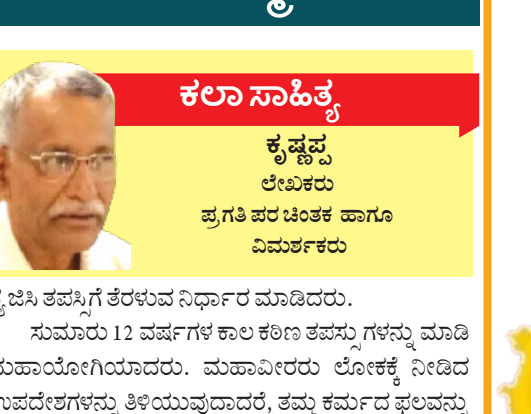 ಕಲಾ ಸಾಹಿತ್ಯ
ಕೃಷ್ಣಪ್ಪ
ಲೇಖಕರು
ಪ್ರಗತಿ ಪರ ಚಿಂತಕ ಹಾಗೂ
ವಿಮರ್ಶಕರು
ತ್ಯಜಿಸಿ ತಪಸ್ಸಿಗೆ ತೆರಳುವ ನಿರ್ಧಾರ ಮಾಡಿದರು.
ಸುಮಾರು 12 ವರ್ಷಗಳ ಕಾಲ ಕಠಿಣ ತಪಸ್ಸುಗಳನ್ನು ಮಾಡಿ
ಮಹಾಯೋಗಿಯಾದರು. ಮಹಾವೀರರು ಲೋಕಕ್ಕೆ ನೀಡಿದ
ಉಪದೇಶಗಳನ್ನು ತಿಳಿಯುವುದಾದರೆ, ತಮ್ಮ ಕರ್ಮದ ಫಲವನ್ನು